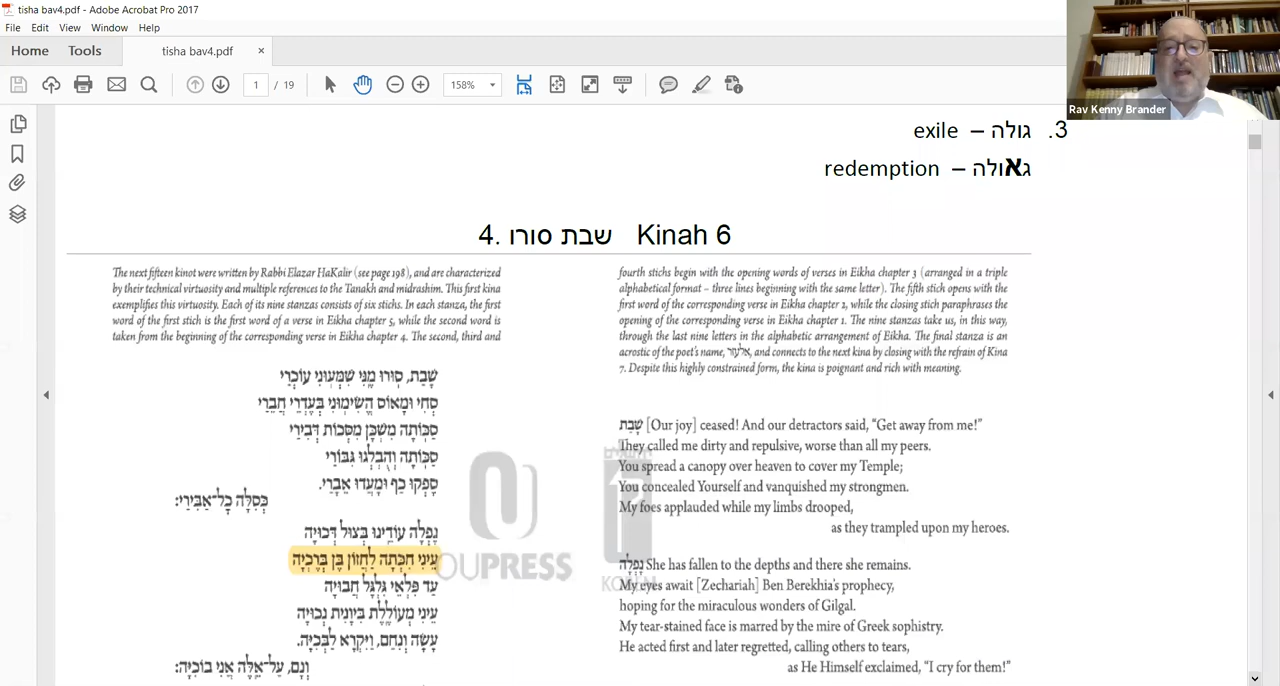 tisha bav4.pdf - Adobe Acrobat Pro 2017
File Edit View Window Help
Home Tools tisha bav4.pdf ×
1 / 19 158%
Rav Kenny Brander
3. גולה – exile
גאולה – redemption
4. שבת סורו Kinah 6
The next fifteen kinot were written by Rabbi Elazar HaKalir (see page 198), and are characterized
by their technical virtuosity and multiple references to the Tanakh and midrashim. This first kina
exemplifies this virtuosity. Each of its nine stanzas consists of six stichs. In each stanza, the first
word of the first stich is the first word of a verse in Eikha chapter 5, while the second word is
taken from the beginning of the corresponding verse in Eikha chapter 4. The second, third and
fourth stichs begin with the opening words of verses in Eikha chapter 3 (arranged in a triple
alphabetical format – three lines beginning with the same letter). The fifth stich opens with the
first word of the corresponding verse in Eikha chapter 2, while the closing stich paraphrases the
opening of the corresponding verse in Eikha chapter 1. The nine stanzas take us, in this way,
through the last nine letters in the alphabetic arrangement of Eikha. The final stanza is an
acrostic of the poet's name, אלעזר, and connects to the next kina by closing with the refrain of Kina
7. Despite this highly constrained form, the kina is poignant and rich with meaning.
שָׁבַת, סֽוּרוּ מֶֽנִּי שִׁמְּעֽוּנִי עוֹכְרַי
סְחִי וּמָאוֹס הֱשִׂימֽוּנִי בְּעֶדְרֵי חֲבֵרַי
סַכּֽוֹתָה מִשְׁכָּן מִסְּכוֹת דְּבִירַי
סַכּֽוֹתָה וְהֻבְלְגוּ גִּבּוֹרַי
סָפְקוּ כַף וּמָעֲדוּ אֵבָרַי.
כְּסִלָּה כָל־אַבִּירַי:
נָפְלָה עוֹדֵֽינוּ בְּצוּל דְּכוּיָה
עֵינִי חִכְּתָה לַחֲזוֹן בֶּן בֶּרֶכְיָה
עַד פִּלְאֵי גִלְגָּל חֲבוּיָה
עֵינִי מְעוֹלֶֽלֶת בִּיוֵנִית נְכוּיָה
עָשָׂה וְנִחַם, וַיִּקְרָא לִבְכִיָּה.
וְנָם, עַל־אֵֽלֶּה אֲנִי בוֹכִיָּה:
שָׁבַת [Our joy] ceased! And our detractors said, "Get away from me!"
They called me dirty and repulsive, worse than all my peers.
You spread a canopy over heaven to cover my Temple;
You concealed Yourself and vanquished my strongmen.
My foes applauded while my limbs drooped,
as they trampled upon my heroes.
נָפְלָה She has fallen to the depths and there she remains.
My eyes await [Zechariah] Ben Berekhia's prophecy,
hoping for the miraculous wonders of Gilgal.
My tear-stained face is marred by the mire of Greek sophistry.
He acted first and later regretted, calling others to tears,
as He Himself exclaimed, "I cry for them!"
OUPRESS